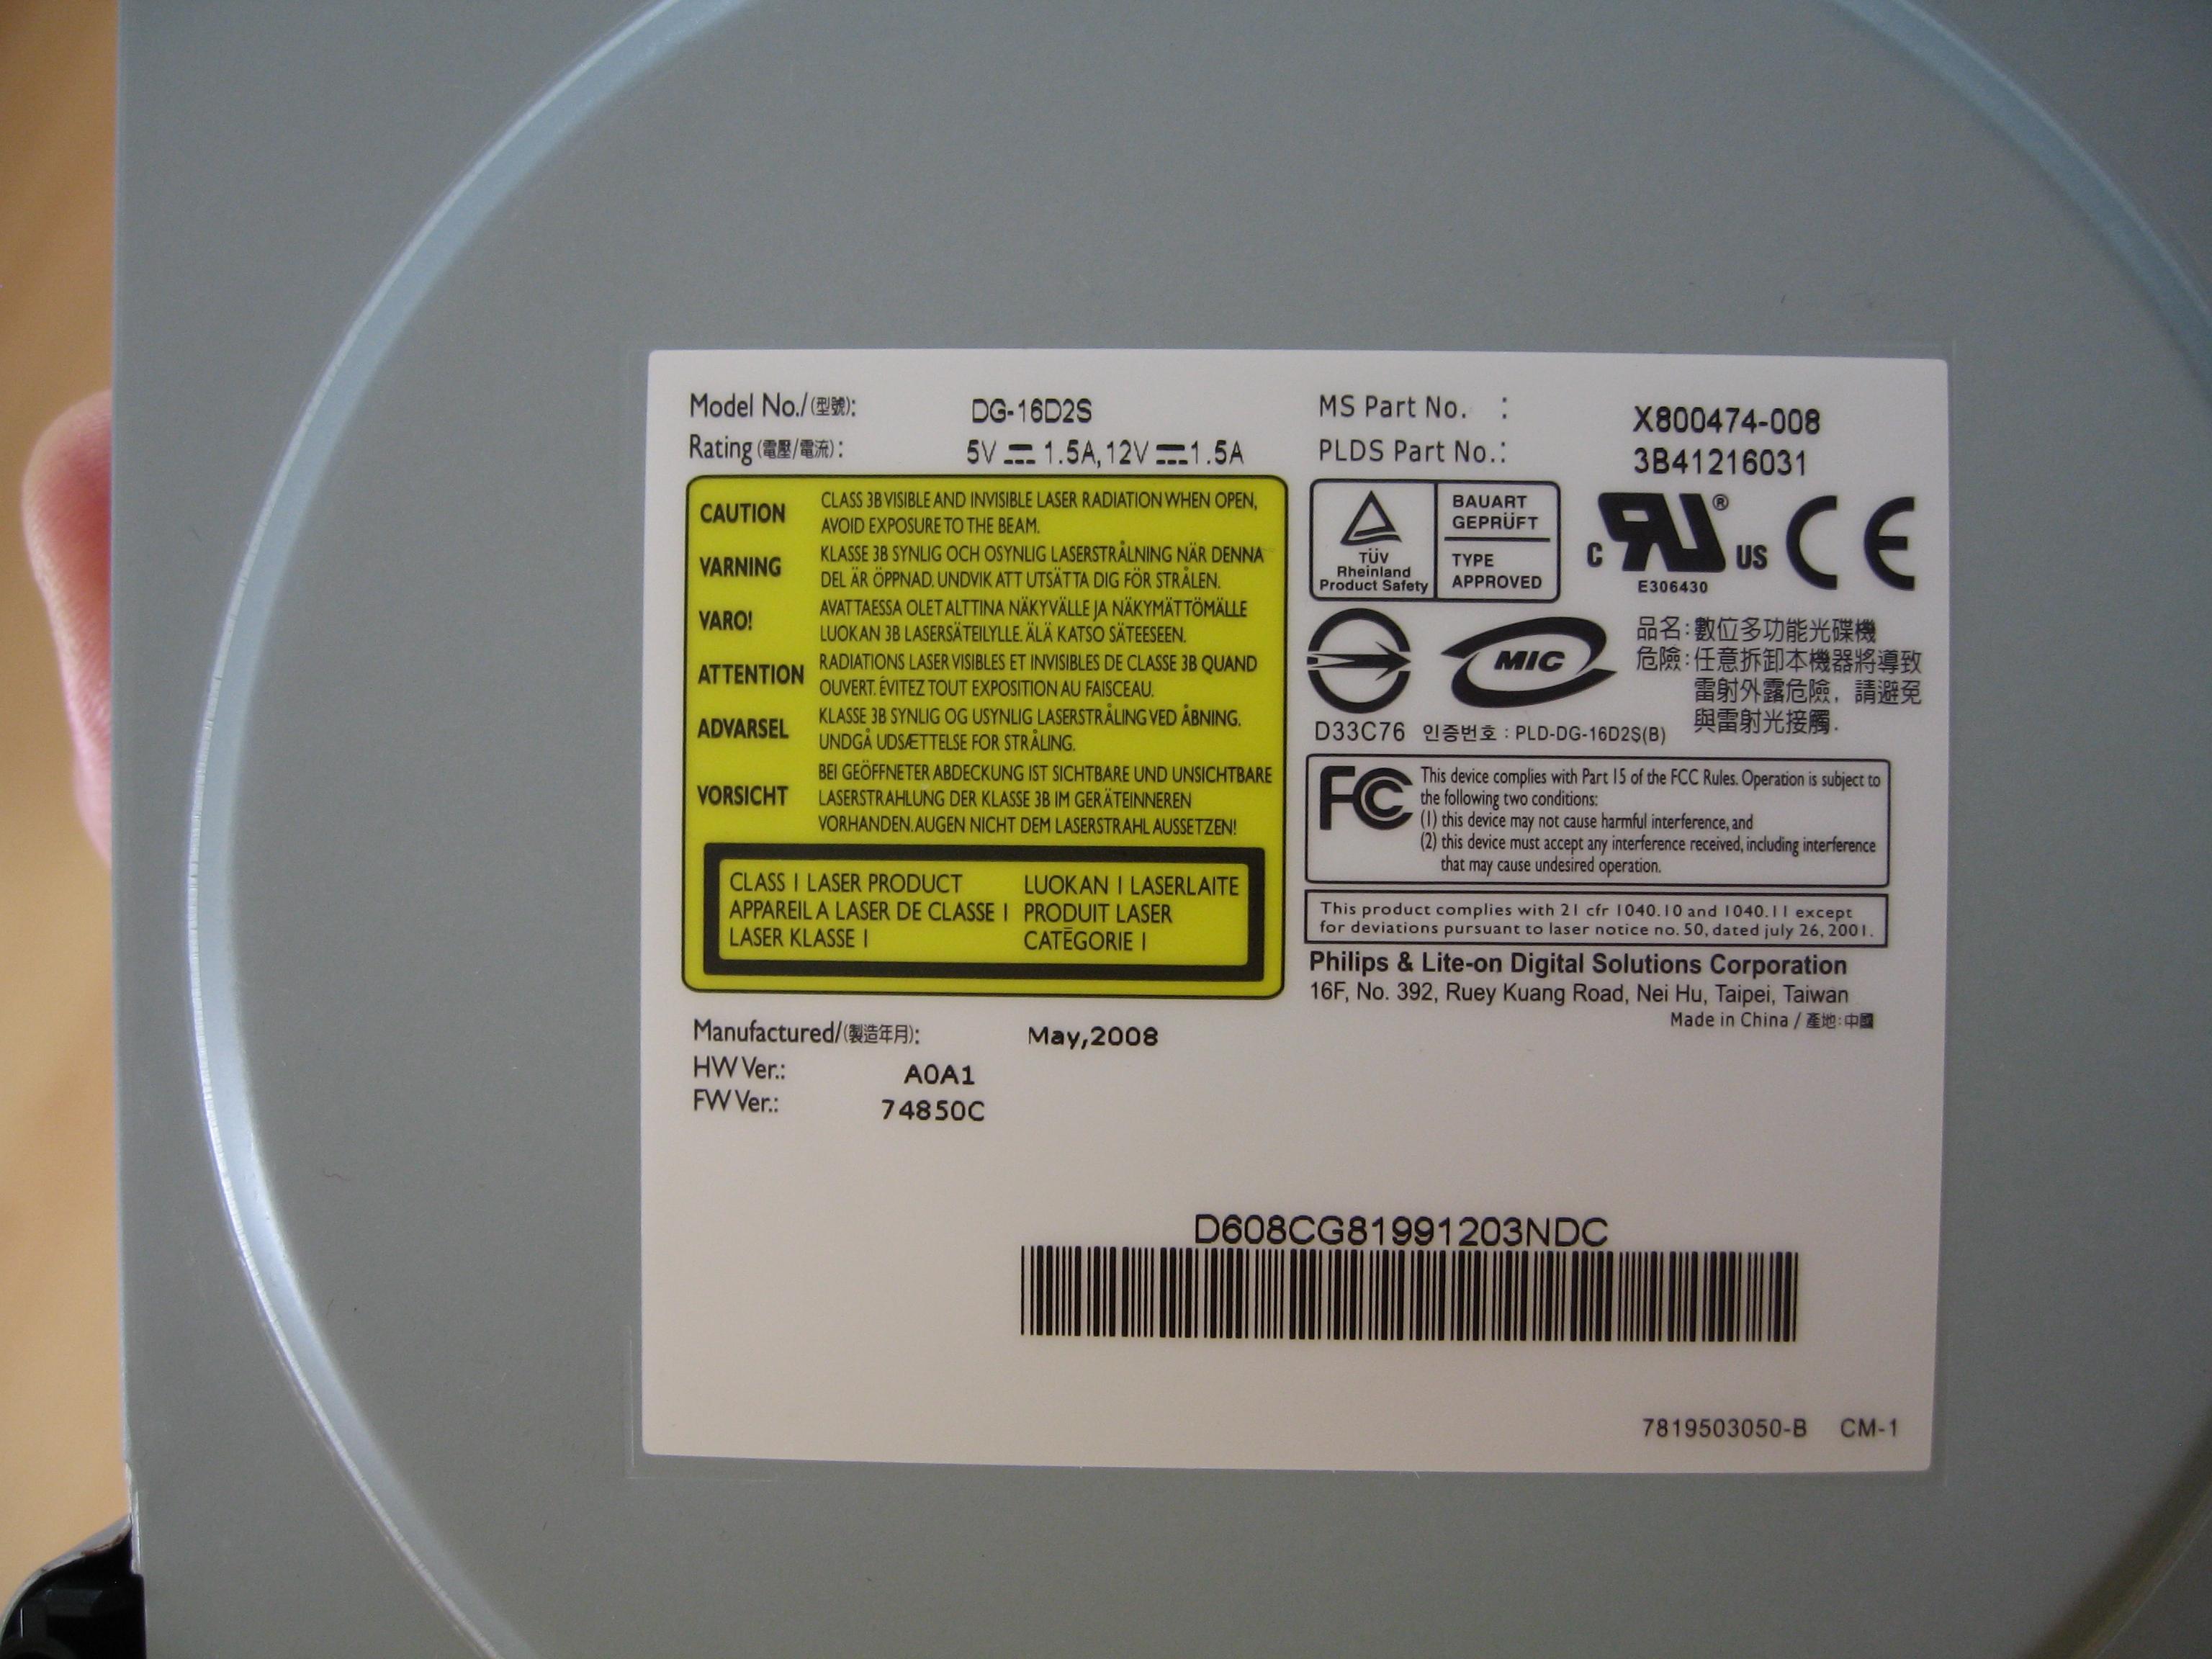 Model No./(型號): DG-16D2S
Rating(電壓/電流): 5V 1.5A,12V 1.5A
MS Part No. : X800474-008
PLDS Part No.: 3B41216031
CAUTION CLASS 3B VISIBLE AND INVISIBLE LASER RADIATION WHEN OPEN,
AVOID EXPOSURE TO THE BEAM.
VARNING KLASSE 3B SYNLIG OCH OSYNLIG LASERSTRÅLNING NÄR DENNA
DEL ÄR ÖPPNAD. UNDVIK ATT UTSÄTTA DIG FÖR STRÅLEN.
VARO! AVATTAESSA OLET ALTTINA NÄKYVÄLLE JA NÄKYMÄTTÖMÄLLE
LUOKAN 3B LASERSÄTEILYLLE. ÄLÄ KATSO SÄTEESEEN.
ATTENTION RADIATIONS LASER VISIBLES ET INVISIBLES DE CLASSE 3B QUAND
OUVERT. ÉVITEZ TOUT EXPOSITION AU FAISCEAU.
ADVARSEL KLASSE 3B SYNLIG OG USYNLIG LASERSTRÅLING VED ÅBNING.
UNDGÅ UDSÆTTELSE FOR STRÅLING.
VORSICHT BEI GEÖFFNETER ABDECKUNG IST SICHTBARE UND UNSICHTBARE
LASERSTRAHLUNG DER KLASSE 3B IM GERÄTEINNEREN
VORHANDEN. AUGEN NICHT DEM LASERSTRAHL AUSSETZEN!
CLASS 1 LASER PRODUCT
APPAREIL A LASER DE CLASSE 1
LASER KLASSE 1
LUOKAN 1 LASERLAITE
PRODUIT LASER
CATĒGORIE 1
TÜV
Rheinland
Product Safety
BAUART
GEPRÜFT
TYPE
APPROVED
C RU® US
E306430
CE
D33C76
MIC
인증번호 : PLD-DG-16D2S(B)
品名:數位多功能光碟機
危險:任意拆卸本機器將導致
雷射外露危險, 請避免
與雷射光接觸.
FC This device complies with Part 15 of the FCC Rules. Operation is subject to
the following two conditions:
(1) this device may not cause harmful interference, and
(2) this device must accept any interference received, including interference
that may cause undesired operation.
This product complies with 21 cfr 1040.10 and 1040.11 except
for deviations pursuant to laser notice no. 50, dated july 26, 2001.
Philips & Lite-on Digital Solutions Corporation
16F, No. 392, Ruey Kuang Road, Nei Hu, Taipei, Taiwan
Made in China / 產地:中國
Manufactured/(製造年月): May,2008
HW Ver.: A0A1
FW Ver.: 74850C
D608CG81991203NDC
7819503050-B CM-1